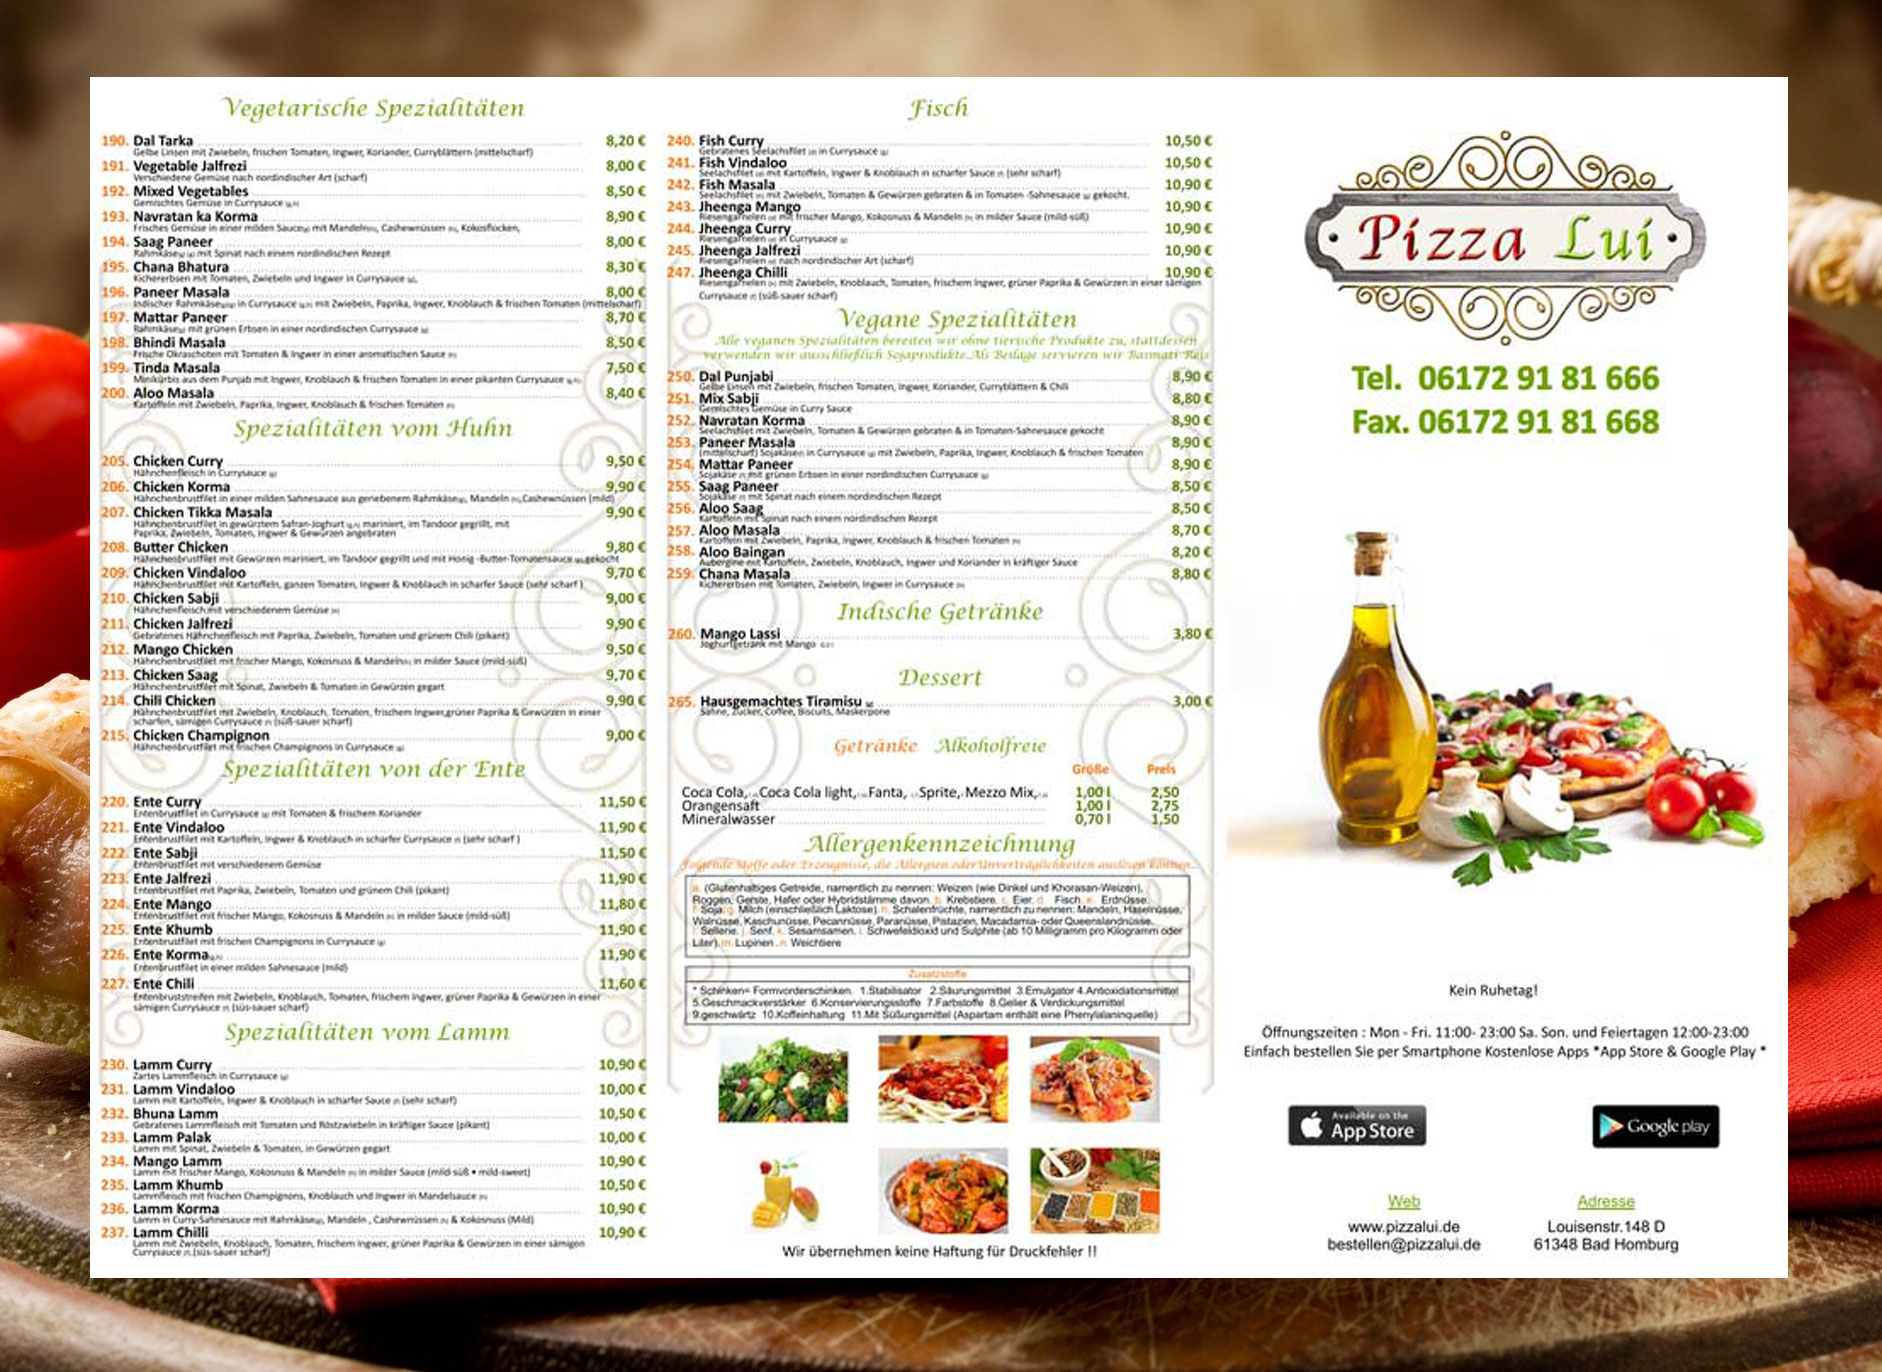 Vegetarische Spezialitäten
190. Dal Tarka 8,20 €
Gelbe Linsen mit Zwiebeln, frischen Tomaten, Ingwer, Koriander, Curryblättern (mittelscharf)
191. Vegetable Jalfrezi 8,00 €
Verschiedene Gemüse nach nordindischer Art (scharf)
192. Mixed Vegetables 8,50 €
Gemischtes Gemüse in Currysauce
193. Navratan ka Korma 8,90 €
Frisches Gemüse in einer milden Sauce mit Mandeln, Cashewnüssen, Kokosflocken,
194. Saag Paneer 8,00 €
Rahmkäse mit Spinat nach einem nordindischen Rezept
195. Chana Bhatura 8,30 €
Kichererbsen mit Tomaten, Zwiebeln und Ingwer in Currysauce
196. Paneer Masala 8,00 €
Indischer Rahmkäse in Currysauce mit Zwiebeln, Paprika, Ingwer, Knoblauch & frischen Tomaten (mittelscharf)
197. Mattar Paneer 8,70 €
Rahmkäse mit grünen Erbsen in einer nordindischen Currysauce
198. Bhindi Masala 8,50 €
Frische Okraschoten mit Tomaten & Ingwer in einer aromatischen Sauce
199. Tinda Masala 7,50 €
Minikürbis aus dem Punjab mit Ingwer, Knoblauch & frischen Tomaten in einer pikanten Currysauce
200. Aloo Masala 8,40 €
Kartoffeln mit Zwiebeln, Paprika, Ingwer, Knoblauch & frischen Tomaten
Spezialitäten vom Huhn
205. Chicken Curry 9,50 €
Hähnchenfleisch in Currysauce
206. Chicken Korma 9,90 €
Hähnchenbrustfilet in einer milden Sahnesauce aus geriebenem Rahmkäse, Mandeln, Cashewnüssen (mild)
207. Chicken Tikka Masala 9,90 €
Hähnchenbrustfilet in gewürztem Safran-Joghurt mariniert, im Tandoor gegrillt, mit
Paprika, Zwiebeln, Tomaten, Ingwer & Gewürzen angebraten
208. Butter Chicken 9,80 €
Hähnchenbrustfilet mit Gewürzen mariniert, im Tandoor gegrillt und mit Honig -Butter-Tomatensauce gekocht
209. Chicken Vindaloo 9,70 €
Hähnchenbrustfilet mit Kartoffeln, ganzen Tomaten, Ingwer & Knoblauch in scharfer Sauce (sehr scharf )
210. Chicken Sabji 9,00 €
Hähnchenfleisch mit verschiedenem Gemüse
211. Chicken Jalfrezi 9,90 €
Gebratenes Hähnchenfleisch mit Paprika, Zwiebeln, Tomaten und grünem Chili (pikant)
212. Mango Chicken 9,50 €
Hähnchenbrustfilet mit frischer Mango, Kokosnuss & Mandeln in milder Sauce (mild-süß)
213. Chicken Saag 9,70 €
Hähnchenbrustfilet mit Spinat, Zwiebeln & Tomaten in Gewürzen gegart
214. Chili Chicken 9,90 €
Hähnchenbrustfilet mit Zwiebeln, Knoblauch, Tomaten, frischem Ingwer,grüner Paprika & Gewürzen in einer
scharfen, sämigen Currysauce (süß-sauer scharf)
215. Chicken Champignon 9,00 €
Hähnchenbrustfilet mit frischen Champignons in Currysauce
Spezialitäten von der Ente
220. Ente Curry 11,50 €
Entenbrustfilet in Currysauce mit Tomaten & frischem Koriander
221. Ente Vindaloo 11,90 €
Entenbrustfilet mit Kartoffeln, Ingwer & Knoblauch in scharfer Currysauce (sehr scharf )
222. Ente Sabji 11,50 €
Entenbrustfilet mit verschiedenem Gemüse
223. Ente Jalfrezi 11,90 €
Entenbrustfilet mit Paprika, Zwiebeln, Tomaten und grünem Chili (pikant)
224. Ente Mango 11,80 €
Entenbrustfilet mit frischer Mango, Kokosnuss & Mandeln in milder Sauce (mild-süß)
225. Ente Khumb 11,90 €
Entenbrustfilet mit frischen Champignons in Currysauce
226. Ente Korma 11,90 €
Entenbrustfilet in einer milden Sahnesauce (mild)
227. Ente Chili 11,60 €
Entenbruststreifen mit Zwiebeln, Knoblauch, Tomaten, frischem Ingwer, grüner Paprika & Gewürzen in einer
sämigen Currysauce (süs-sauer scharf)
Spezialitäten vom Lamm
230. Lamm Curry 10,90 €
Zartes Lammfleisch in Currysauce
231. Lamm Vindaloo 10,00 €
Lamm mit Kartoffeln, Ingwer & Knoblauch in scharfer Sauce (sehr scharf)
232. Bhuna Lamm 10,50 €
Gebratenes Lammfleisch mit Tomaten und Röstzwiebeln in kräftiger Sauce (pikant)
233. Lamm Palak 10,00 €
Lamm mit Spinat, Zwiebeln & Tomaten, in Gewürzen gegart
234. Mango Lamm 10,90 €
Lamm mit frischer Mango, Kokosnuss & Mandeln in milder Sauce (mild-süß • mild-sweet)
235. Lamm Khumb 10,50 €
Lammfleisch mit frischen Champignons, Knoblauch und Ingwer in Mandelsauce
236. Lamm Korma 10,90 €
Lamm in Curry-Sahnesauce mit Rahmkäse, Mandeln , Cashewnüssen & Kokosnuss (Mild)
237. Lamm Chilli 10,90 €
Lamm mit Zwiebeln, Knoblauch, Tomaten, frischem Ingwer, grüner Paprika & Gewürzen in einer sämigen
Currysauce (süs-sauer scharf)
Fisch
240. Fish Curry 10,50 €
Gebratenes Seelachsfilet in Currysauce
241. Fish Vindaloo 10,50 €
Seelachsfilet mit Kartoffeln, Ingwer & Knoblauch in scharfer Sauce (sehr scharf)
242. Fish Masala 10,90 €
Seelachsfilet mit Zwiebeln, Tomaten & Gewürzen gebraten & in Tomaten -Sahnesauce gekocht.
243. Jheenga Mango 10,90 €
Riesengarnelen mit frischer Mango, Kokosnuss & Mandeln in milder Sauce (mild-süß)
244. Jheenga Curry 10,90 €
Riesengarnelen in Currysauce
245. Jheenga Jalfrezi 10,90 €
Riesengarnelen nach nordindischer Art (scharf)
247. Jheenga Chilli 10,90 €
Riesengarnelen mit Zwiebeln, Knoblauch, Tomaten, frischem Ingwer, grüner Paprika & Gewürzen in einer sämigen
Currysauce (süß-sauer scharf)
Vegane Spezialitäten
Alle veganen Spezialitäten bereiten wir ohne tierische Produkte zu, stattdessen
verwenden wir ausschließlich Sojaprodukte.Als Beilage servieren wir Basmati Reis
250. Dal Punjabi 8,90 €
Gelbe Linsen mit Zwiebeln, frischen Tomaten, Ingwer, Koriander, Curryblättern & Chili
251. Mix Sabji 8,80 €
Gemischtes Gemüse in Curry Sauce
252. Navratan Korma 8,90 €
Seelachsfilet mit Zwiebeln, Tomaten & Gewürzen gebraten & in Tomaten-Sahnesauce gekocht
253. Paneer Masala 8,90 €
(mittelscharf) Sojakäse in Currysauce mit Zwiebeln, Paprika, Ingwer, Knoblauch & frischen Tomaten
254. Mattar Paneer 8,90 €
Sojakäse mit grünen Erbsen in einer nordindischen Currysauce
255. Saag Paneer 8,50 €
Sojakäse mit Spinat nach einem nordindischen Rezept
256. Aloo Saag 8,50 €
Kartoffeln mit Spinat nach einem nordindischen Rezept
257. Aloo Masala 8,70 €
Kartoffeln mit Zwiebeln, Paprika, Ingwer, Knoblauch & frischen Tomaten
258. Aloo Baingan 8,20 €
Aubergine mit Kartoffeln, Zwiebeln, Knoblauch, Ingwer und Koriander in kräftiger Sauce
259. Chana Masala 8,80 €
Kichererbsen mit Tomaten, Zwiebeln, Ingwer in Currysauce
Indische Getränke
260. Mango Lassi 3,80 €
Joghurtgetränk mit Mango
Dessert
265. Hausgemachtes Tiramisu 3,00 €
Sahne, Zucker, Coffee, Biscuits, Maskerpone
Getränke Alkoholfreie
Größe Preis
Coca Cola, Coca Cola light, Fanta, Sprite, Mezzo Mix, 1,00 l 2,50
Orangensaft 1,00 l 2,75
Mineralwasser 0,70 l 1,50
Allergenkennzeichnung
Folgende Stoffe oder Erzeugnisse, die Allergien oder Unverträglichkeiten auslösen können
a. (Glutenhaltiges Getreide, namentlich zu nennen: Weizen (wie Dinkel und Khorasan-Weizen),
Roggen, Gerste, Hafer oder Hybridstämme davon. b. Krebstiere. c. Eier. d. Fisch. e. Erdnüsse.
f. Soja. g. Milch (einschließlich Laktose). h. Schalenfrüchte, namentlich zu nennen: Mandeln, Haselnüsse,
Walnüsse, Kaschunüsse, Pecannüsse, Paranüsse, Pistazien, Macadamia- oder Queenslandnüsse.
i. Sellerie. j. Senf. k. Sesamsamen. l. Schwefeldioxid und Sulphite (ab 10 Milligramm pro Kilogramm oder
Liter). m. Lupinen . n. Weichtiere
Zusatzstoffe
* Schinken= Formvorderschinken. 1.Stabilisator 2.Säurungsmittel 3.Emulgator 4.Antioxidationsmittel
5.Geschmackverstärker 6.Konservierungsstoffe 7.Farbstoffe 8.Gelier & Verdickungsmittel
9.geschwärtz 10.Koffeinhaltung 11.Mit Süßungsmittel (Aspartam enthält eine Phenylalaninquelle)
Wir übernehmen keine Haftung für Druckfehler !!
Pizza Lui
Tel. 06172 91 81 666
Fax. 06172 91 81 668
Kein Ruhetag!
Öffnungszeiten : Mon - Fri. 11:00- 23:00 Sa. Son. und Feiertagen 12:00-23:00
Einfach bestellen Sie per Smartphone Kostenlose Apps *App Store & Google Play *
Available on the
App Store
Google play
Web
www.pizzalui.de
bestellen@pizzalui.de
Adresse
Louisenstr.148 D
61348 Bad Homburg